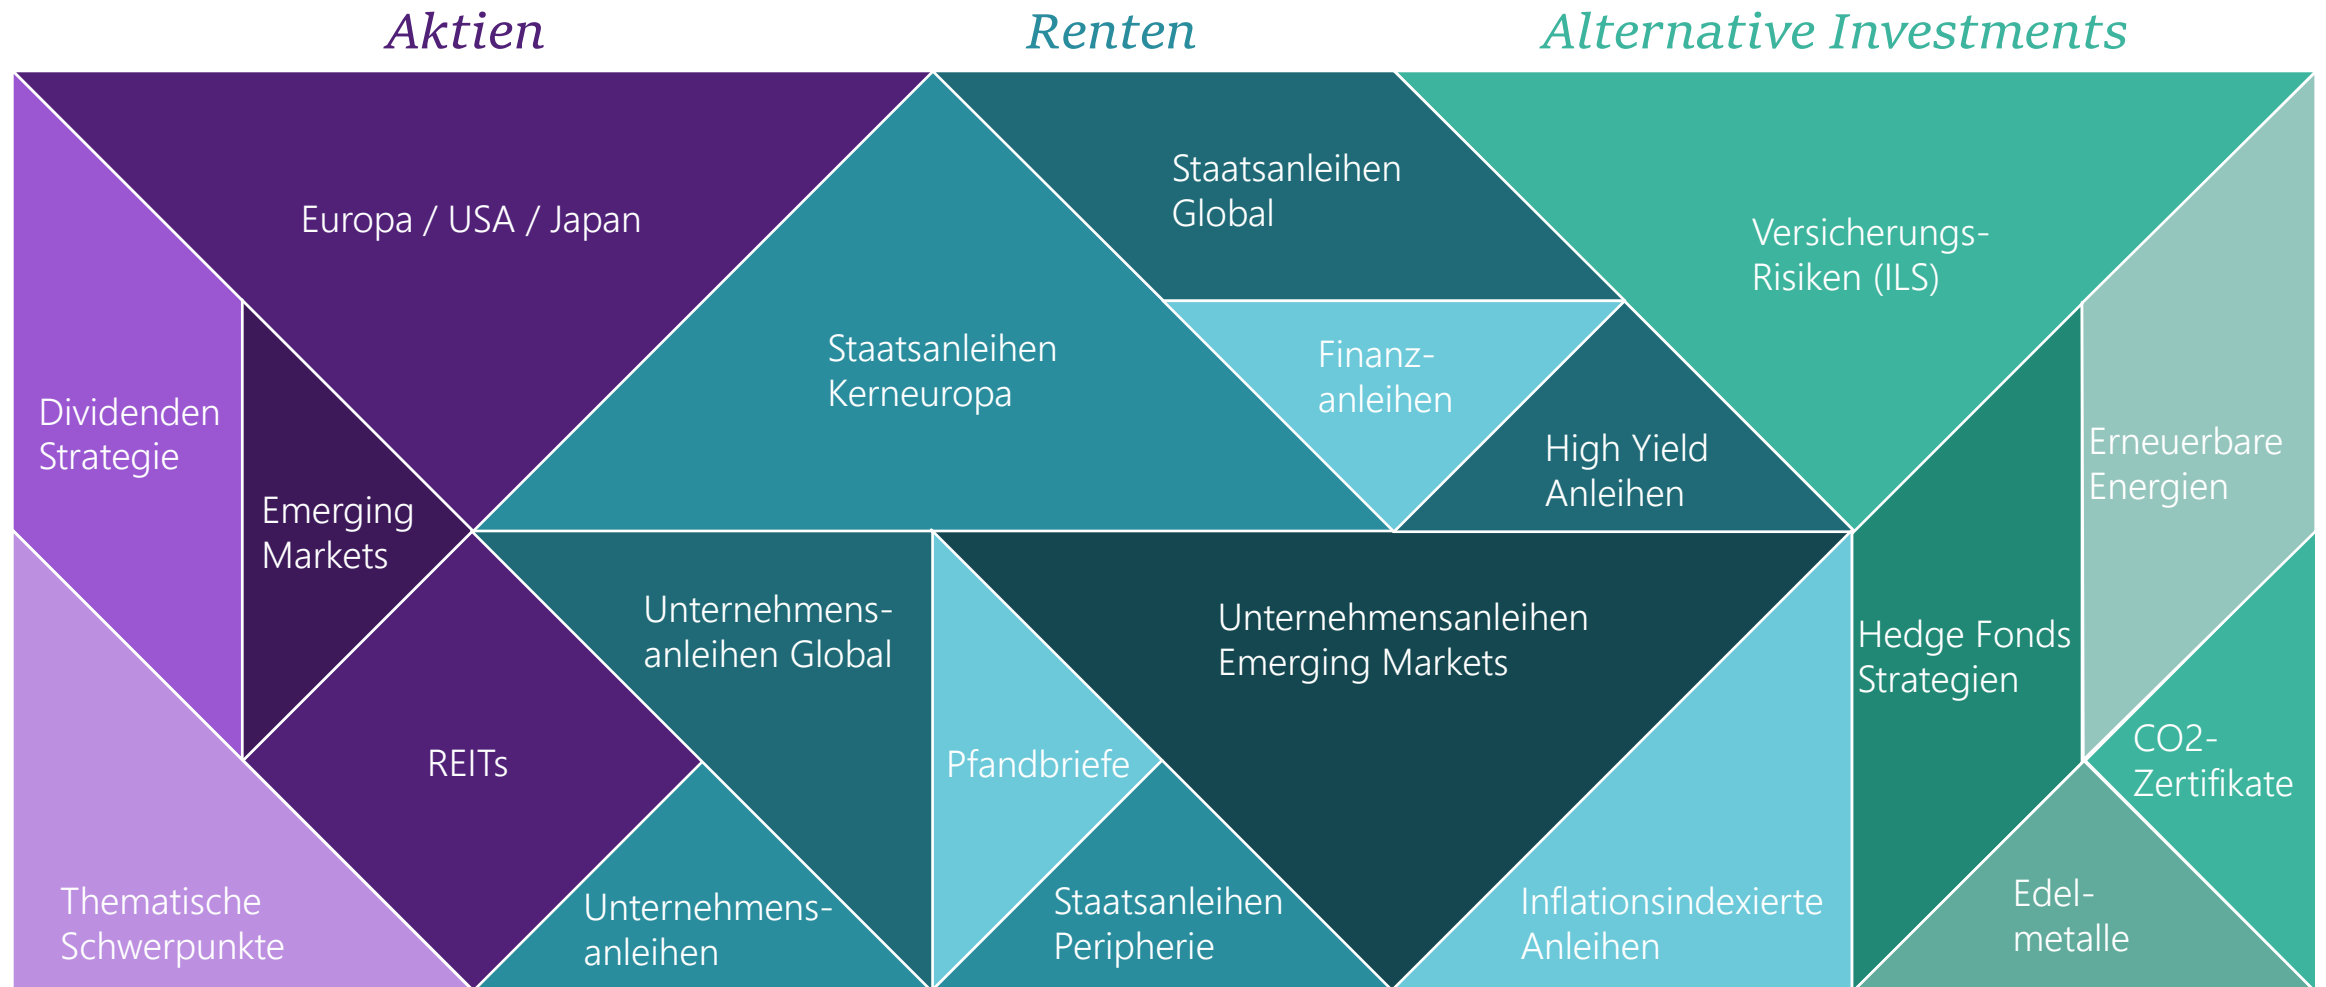 Aktien
Renten
Alternative Investments
Europa / USA / Japan
Dividenden
Strategie
Emerging
Markets
REITs
Thematische
Schwerpunkte
Staatsanleihen
Kerneuropa
Staatsanleihen
Global
Finanz-
anleihen
High Yield
Anleihen
Unternehmens-
anleihen Global
Unternehmens-
anleihen
Pfandbriefe
Staatsanleihen
Peripherie
Unternehmensanleihen
Emerging Markets
Inflationsindexierte
Anleihen
Versicherungs-
Risiken (ILS)
Hedge Fonds
Strategien
Erneuerbare
Energien
CO2-
Zertifikate
Edel-
metalle